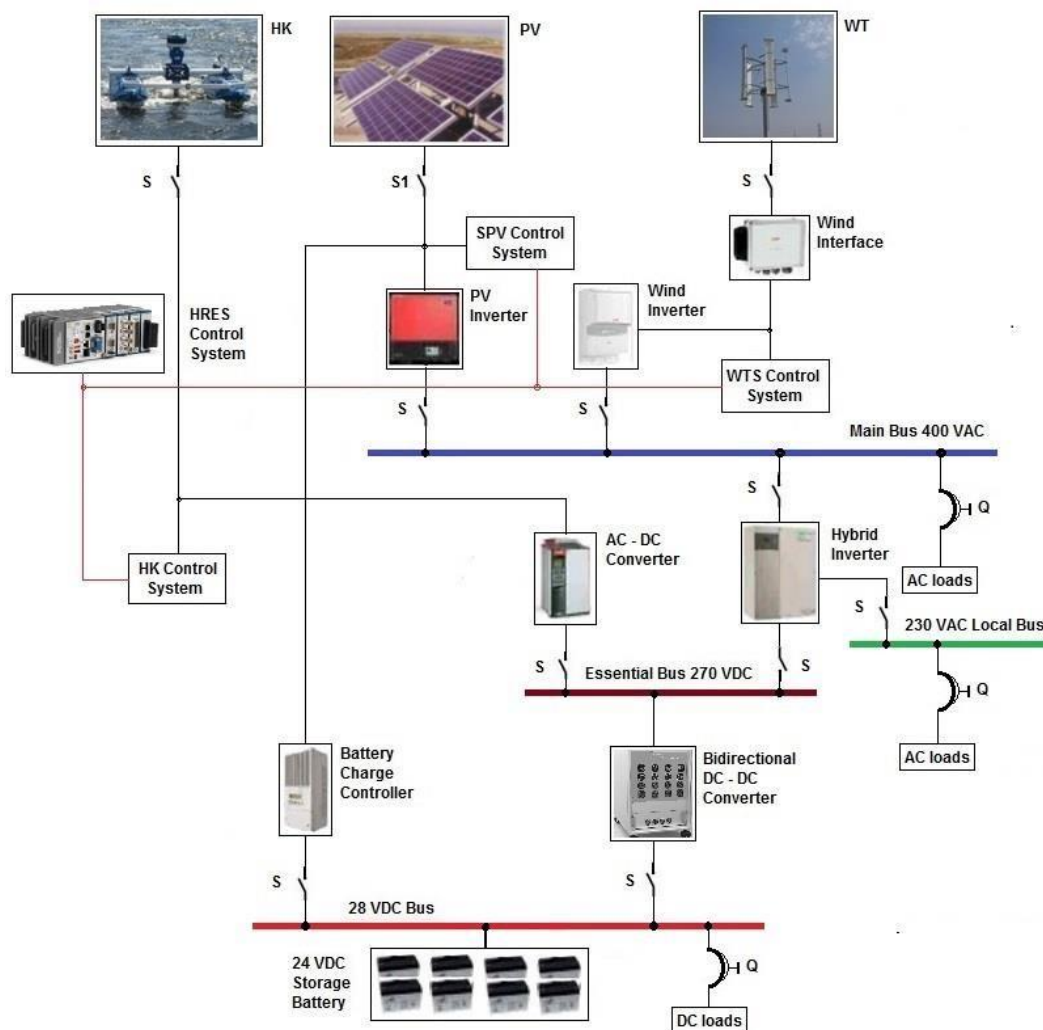 HK
PV
WT
S
S1
S
SPV Control
System
Wind
Interface
HRES
Control
System
PV
Inverter
Wind
Inverter
WTS Control
System
S
S
Main Bus 400 VAC
S
Q
AC - DC
Converter
Hybrid
Inverter
HK Control
System
AC loads
S
230 VAC Local Bus
S
Essential Bus 270 VDC
S
Q
Battery
Charge
Controller
Bidirectional
DC - DC
Converter
AC loads
S
S
28 VDC Bus
24 VDC
Storage
Battery
Q
DC loads